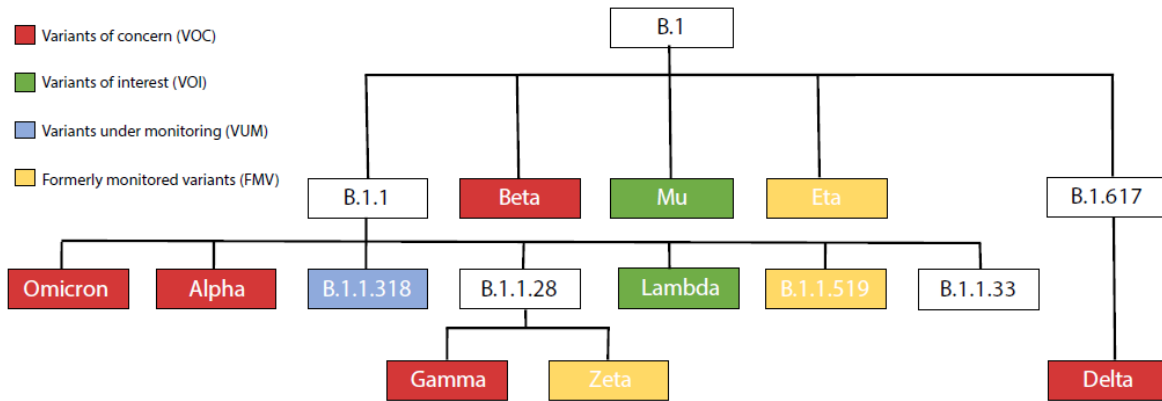 B.1
Variants of concern (VOC)
Variants of interest (VOI)
Variants under monitoring (VUM)
Formerly monitored variants (FMV)
B.1.1
Beta
Mu
Eta
B.1.617
Omicron
Alpha
B.1.1.318
B.1.1.28
Lambda
B.1.1.519
B.1.1.33
Gamma
Zeta
Delta